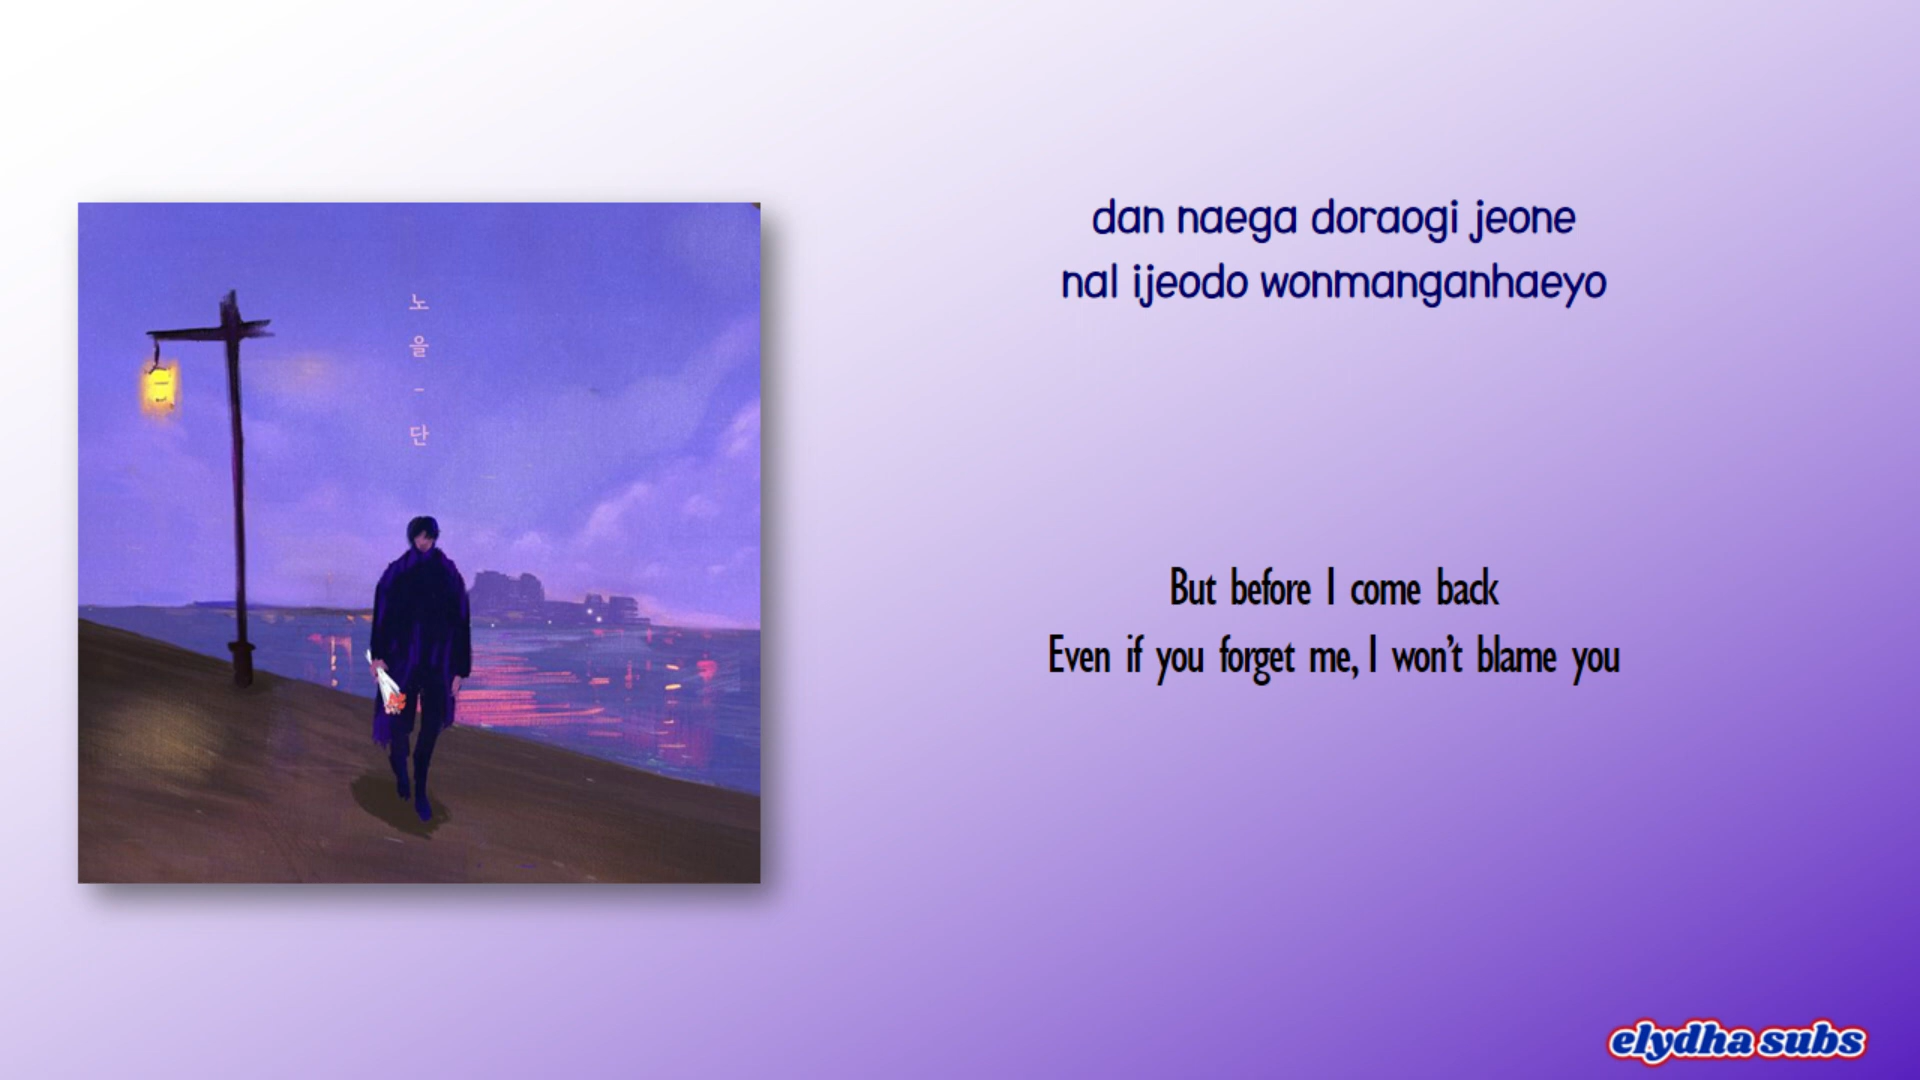 노
을
-
단
dan naega doraogi jeone
nal ijeodo wonmanganhaeyo
But before I come back
Even if you forget me, I won't blame you
elydha subs